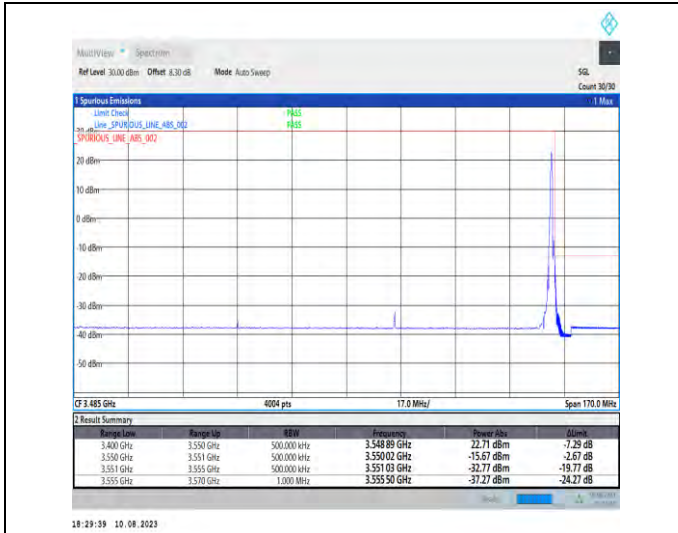 MultiView Spectrum
Ref Level 30.00 dBm Offset 8.30 dB Mode Auto Sweep SGL
Count 30/30
1 Spurious Emissions 1 Max
Limit Check PASS
Line _SPURIOUS_LINE_ABS_002 PASS
30 dBm
_SPURIOUS_LINE_ABS_002
20 dBm
10 dBm
0 dBm
-10 dBm
-20 dBm
-30 dBm
-40 dBm
-50 dBm
CF 3.485 GHz 4004 pts 17.0 MHz/ Span 170.0 MHz
2 Result Summary
Range Low Range Up RBW Frequency Power Abs ΔLimit
3.400 GHz 3.550 GHz 500.000 kHz 3.548 89 GHz 22.71 dBm -7.29 dB
3.550 GHz 3.551 GHz 500.000 kHz 3.550 02 GHz -15.67 dBm -2.67 dB
3.551 GHz 3.555 GHz 500.000 kHz 3.551 03 GHz -32.77 dBm -19.77 dB
3.555 GHz 3.570 GHz 1.000 MHz 3.555 50 GHz -37.27 dBm -24.27 dB
Ready
18:29:39 10.08.2023